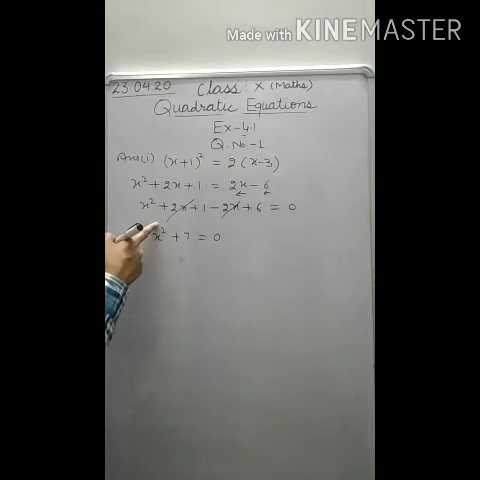 Made with KINEMASTER
23.04.20 Class: X (Maths)
Quadratic Equations
Ex-4.1
Q. No-1
Ans(1) (x+1)² = 2(x-3)
x² + 2x + 1 = 2x - 6
x² + 2x + 1 - 2x + 6 = 0
x² + 7 = 0